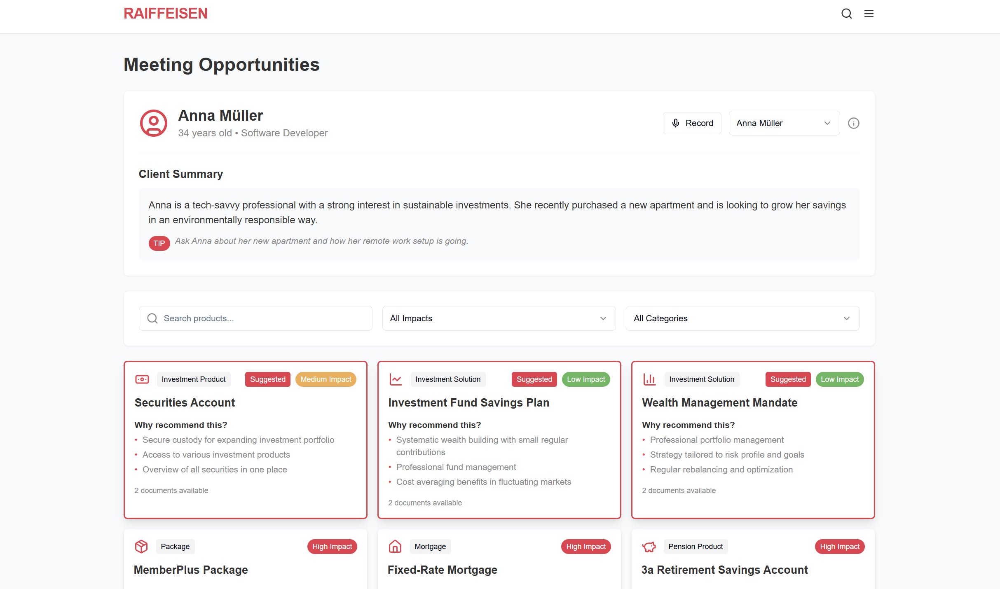 RAIFFEISEN
Meeting Opportunities
Anna Müller
34 years old • Software Developer
Record
Anna Müller
Client Summary
Anna is a tech-savvy professional with a strong interest in sustainable investments. She recently purchased a new apartment and is looking to grow her savings
in an environmentally responsible way.
TIP Ask Anna about her new apartment and how her remote work setup is going.
Search products...
All Impacts
All Categories
Investment Product
Suggested
Medium Impact
Securities Account
Why recommend this?
• Secure custody for expanding investment portfolio
• Access to various investment products
• Overview of all securities in one place
2 documents available
Investment Solution
Suggested
Low Impact
Investment Fund Savings Plan
Why recommend this?
• Systematic wealth building with small regular
contributions
• Professional fund management
• Cost averaging benefits in fluctuating markets
2 documents available
Investment Solution
Suggested
Low Impact
Wealth Management Mandate
Why recommend this?
• Professional portfolio management
• Strategy tailored to risk profile and goals
• Regular rebalancing and optimization
2 documents available
Package
High Impact
MemberPlus Package
Mortgage
High Impact
Fixed-Rate Mortgage
Pension Product
High Impact
3a Retirement Savings Account